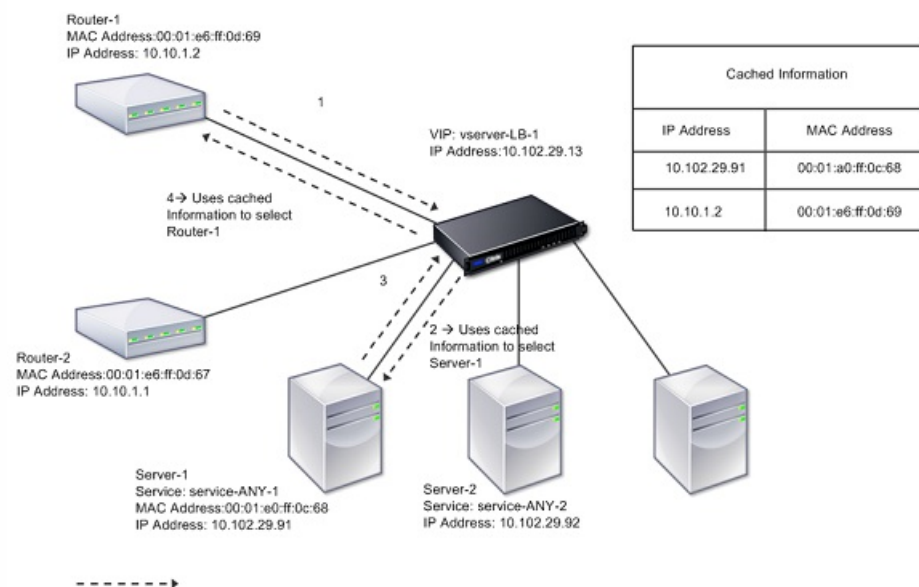 Router-1
MAC Address:00:01:e6:ff:0d:69
IP Address: 10.10.1.2
1
VIP: vserver-LB-1
IP Address:10.102.29.13
Cached Information
IP Address MAC Address
10.102.29.91 00:01:a0:ff:0c:68
10.10.1.2 00:01:e6:ff:0d:69
4→ Uses cached
Information to select
Router-1
3
Citrix
2 → Uses cached
Information to select
Server-1
Router-2
MAC Address:00:01:e6:ff:0d:67
IP Address: 10.10.1.1
Server-1
Service: service-ANY-1
MAC Address:00:01:e0:ff:0c:68
IP Address: 10.102.29.91
Server-2
Service: service-ANY-2
IP Address: 10.102.29.92